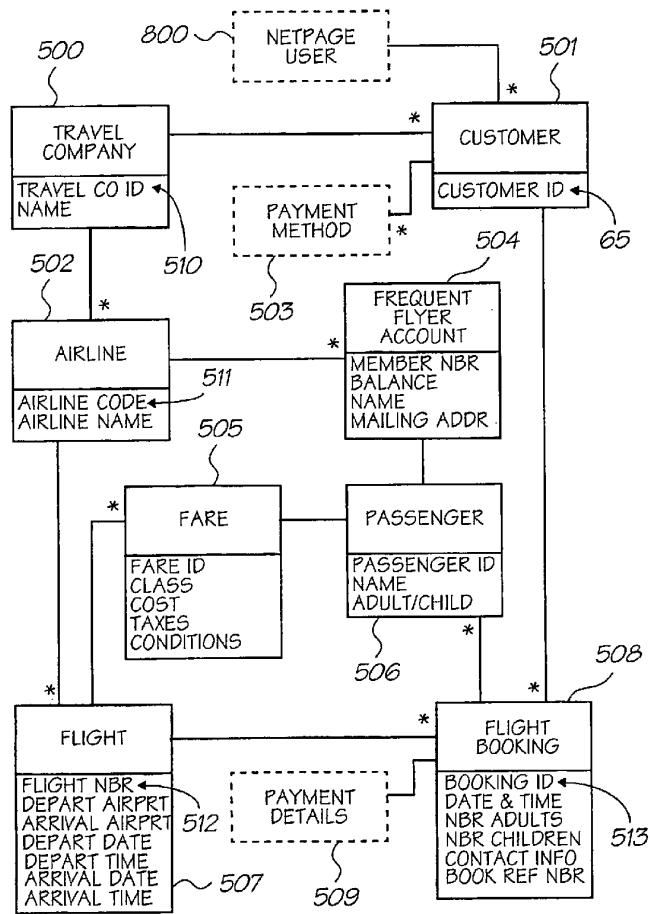 800
NETPAGE
USER
500
501
*
*
TRAVEL
COMPANY
CUSTOMER
TRAVEL CO ID
NAME
CUSTOMER ID
PAYMENT
METHOD
*
510
65
502
503
504
*
FREQUENT
FLYER
ACCOUNT
AIRLINE
*
MEMBER NBR
BALANCE
NAME
MAILING ADDR
AIRLINE CODE
AIRLINE NAME
511
505
*
FARE
PASSENGER
FARE ID
CLASS
COST
TAXES
CONDITIONS
PASSENGER ID
NAME
ADULT/CHILD
*
506
508
*
*
*
FLIGHT
FLIGHT
BOOKING
FLIGHT NBR
DEPART AIRPRT
ARRIVAL AIRPRT
DEPART DATE
DEPART TIME
ARRIVAL DATE
ARRIVAL TIME
512
507
PAYMENT
DETAILS
509
BOOKING ID
DATE & TIME
NBR ADULTS
NBR CHILDREN
CONTACT INFO
BOOK REF NBR
513